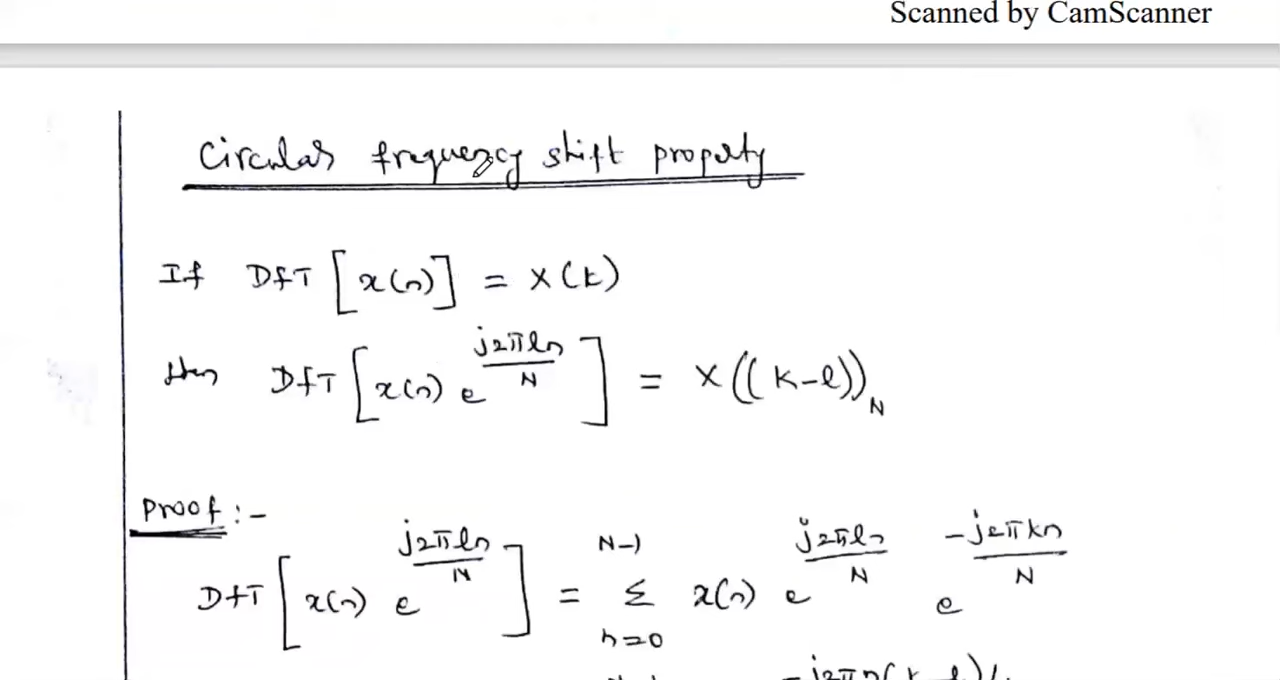 Scanned by CamScanner
Circular frequency shift property
If DFT [x(n)] = X(k)
then DFT [x(n) e^{j2πln/N}] = X((k-l))_N
Proof :-
DFT [x(n) e^{j2πln/N}] = Σ_{n=0}^{N-1} x(n) e^{j2πln/N} e^{-j2πkn/N}